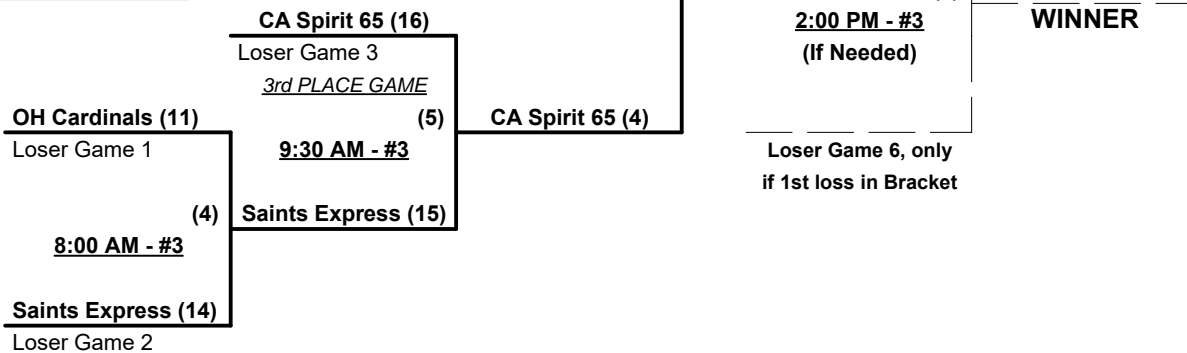 CA Spirit 65 (16)
Loser Game 3
3rd PLACE GAME
OH Cardinals (11)
Loser Game 1
(5)
9:30 AM - #3
CA Spirit 65 (4)
(4)
8:00 AM - #3
Saints Express (15)
Saints Express (14)
Loser Game 2
2:00 PM - #3
(If Needed)
WINNER
Loser Game 6, only
if 1st loss in Bracket